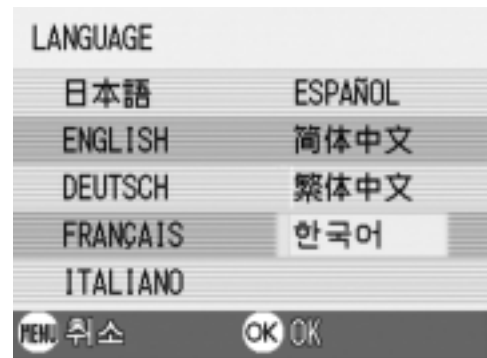 LANGUAGE
日本語 ESPAÑOL
ENGLISH 简体中文
DEUTSCH 繁体中文
FRANÇAIS 한국어
ITALIANO
MENU 취소 OK OK